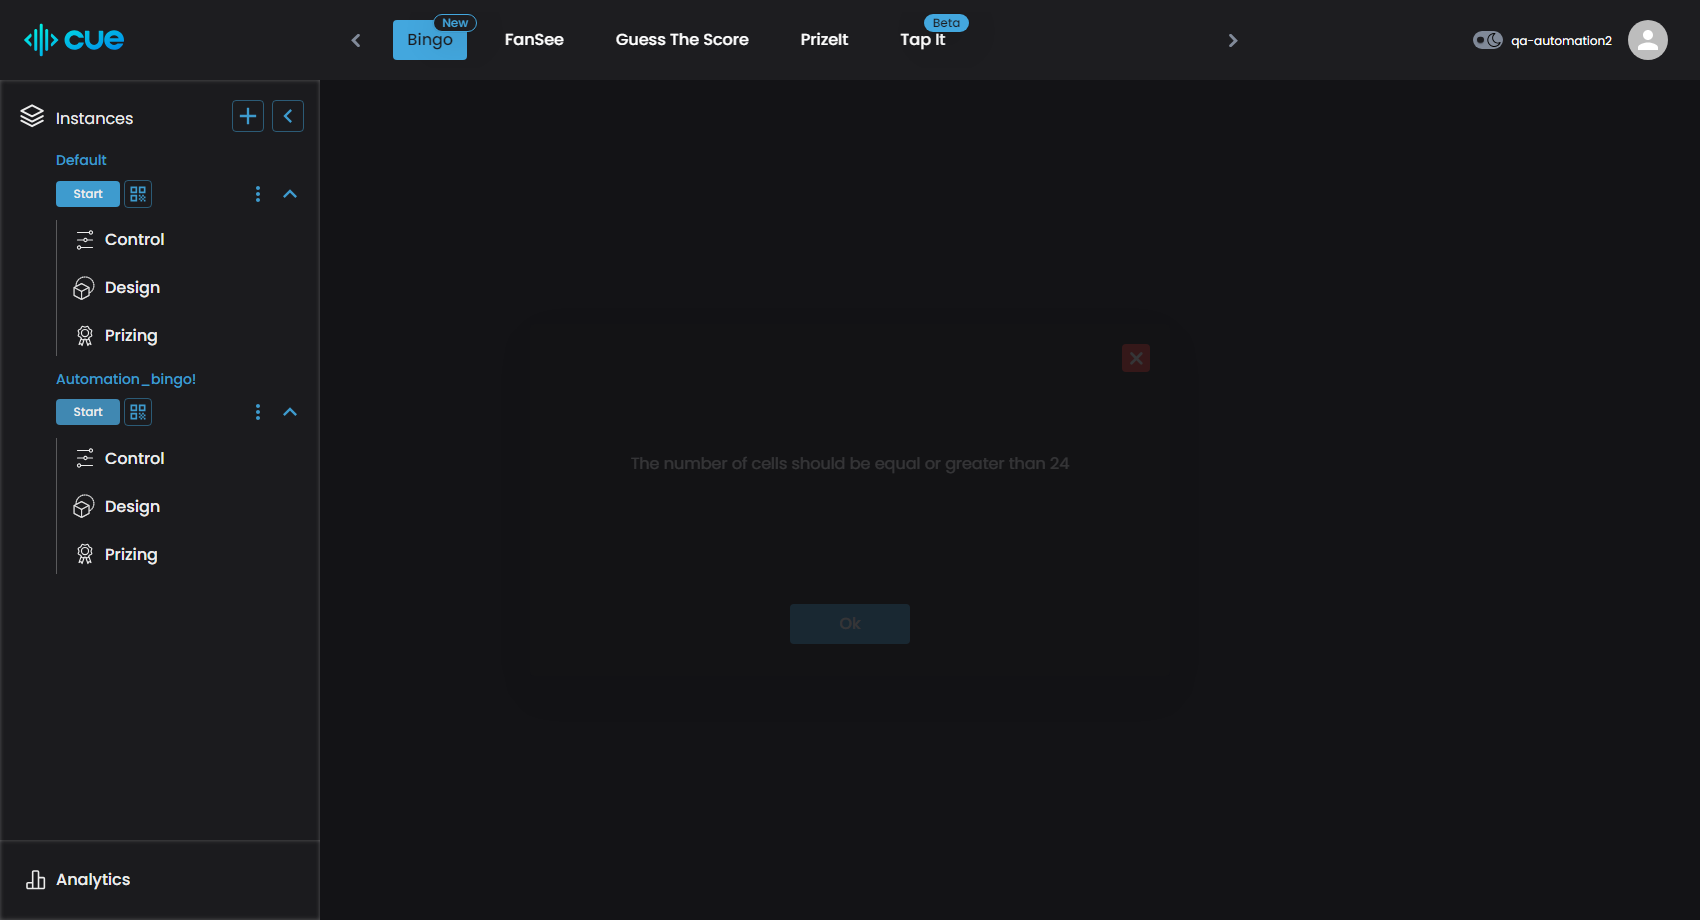 cue
Bingo
New
FanSee
Guess The Score
PrizeIt
Tap It
Beta
qa-automation2
Instances
Default
Start
Control
Design
Prizing
Automation_bingo!
Start
Control
Design
Prizing
The number of cells should be equal or greater than 24
Ok
Analytics